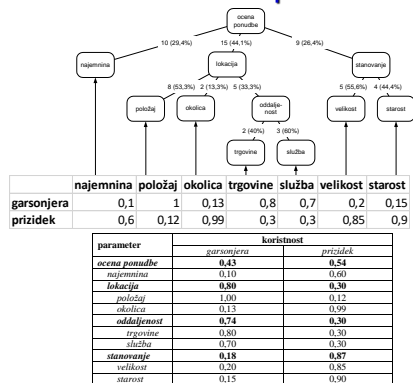 ocena
ponudbe
10 (29,4%) 15 (44,1%) 9 (26,4%)
najemnina lokacija stanovanje
8 (53,3%) 2 (13,3%) 5 (33,3%) 5 (55,6%) 4 (44,4%)
položaj okolica oddalje-
nost velikost starost
2 (40%) 3 (60%)
trgovine služba
najemnina položaj okolica trgovine služba velikost starost
garsonjera 0,1 1 0,13 0,8 0,7 0,2 0,15
prizidek 0,6 0,12 0,99 0,3 0,3 0,85 0,9
parameter koristnost
garsonjera prizidek
ocena ponudbe 0,43 0,54
najemnina 0,10 0,60
lokacija 0,80 0,30
položaj 1,00 0,12
okolica 0,13 0,99
oddaljenost 0,74 0,30
trgovine 0,80 0,30
služba 0,70 0,30
stanovanje 0,18 0,87
velikost 0,20 0,85
starost 0,15 0,90